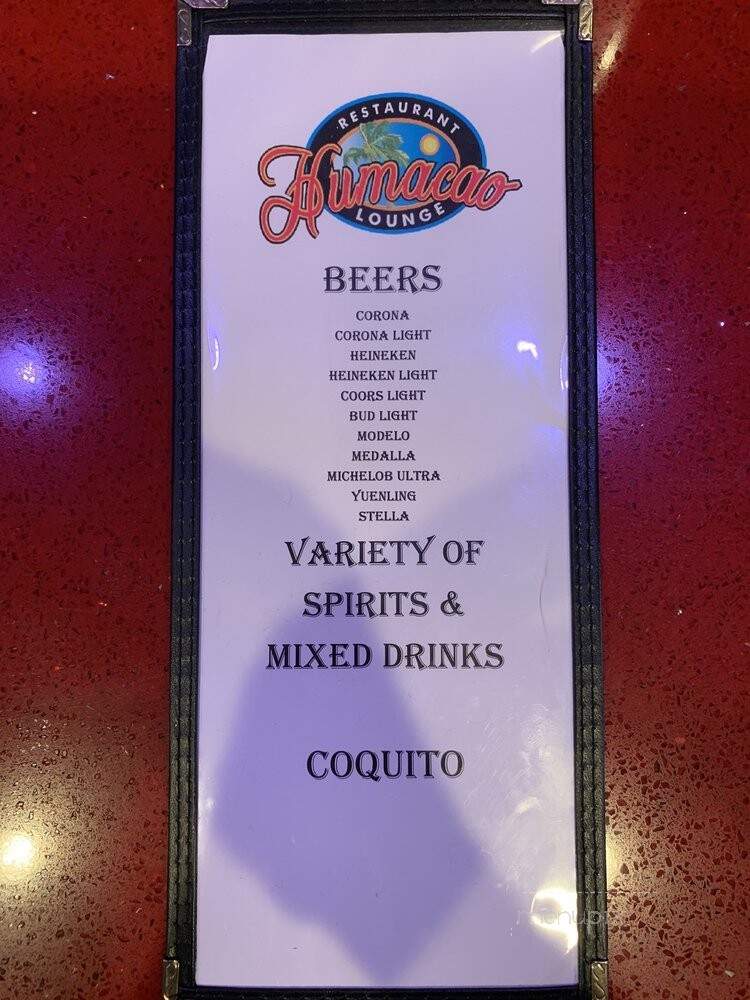 RESTAURANT
Humacao
LOUNGE
BEERS
CORONA
CORONA LIGHT
HEINEKEN
HEINEKEN LIGHT
COORS LIGHT
BUD LIGHT
MODELO
MEDALLA
MICHELOB ULTRA
YUENLING
STELLA
VARIETY OF
SPIRITS &
MIXED DRINKS
COQUITO